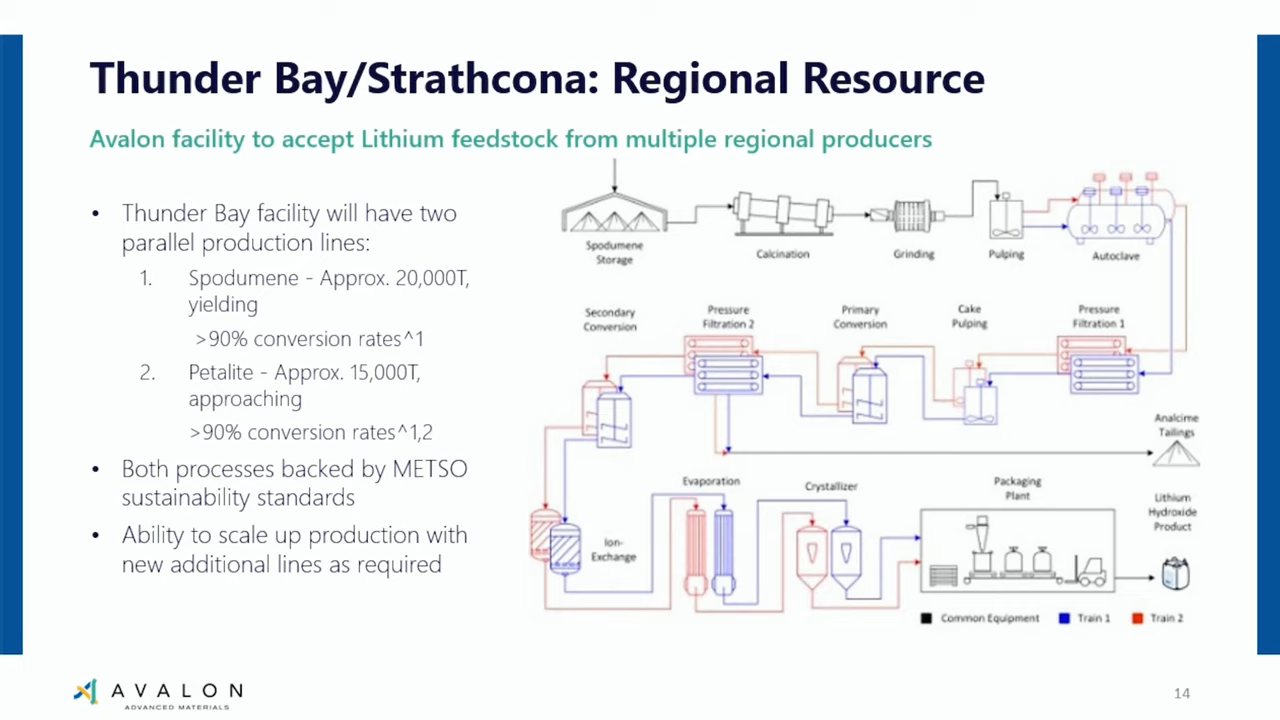 Thunder Bay/Strathcona: Regional Resource
Avalon facility to accept Lithium feedstock from multiple regional producers
• Thunder Bay facility will have two
parallel production lines:
1. Spodumene - Approx. 20,000T,
yielding
>90% conversion rates^1
2. Petalite - Approx. 15,000T,
approaching
>90% conversion rates^1,2
• Both processes backed by METSO
sustainability standards
• Ability to scale up production with
new additional lines as required
Spodumene
Storage
Calcination
Grinding
Pulping
Autoclave
Secondary
Conversion
Pressure
Filtration 2
Primary
Conversion
Cake
Pulping
Pressure
Filtration 1
Analcime
Tailings
Ion-
Exchange
Evaporation
Crystallizer
Packaging
Plant
Lithium
Hydroxide
Product
Common Equipment
Train 1
Train 2
AVALON
ADVANCED MATERIALS
14